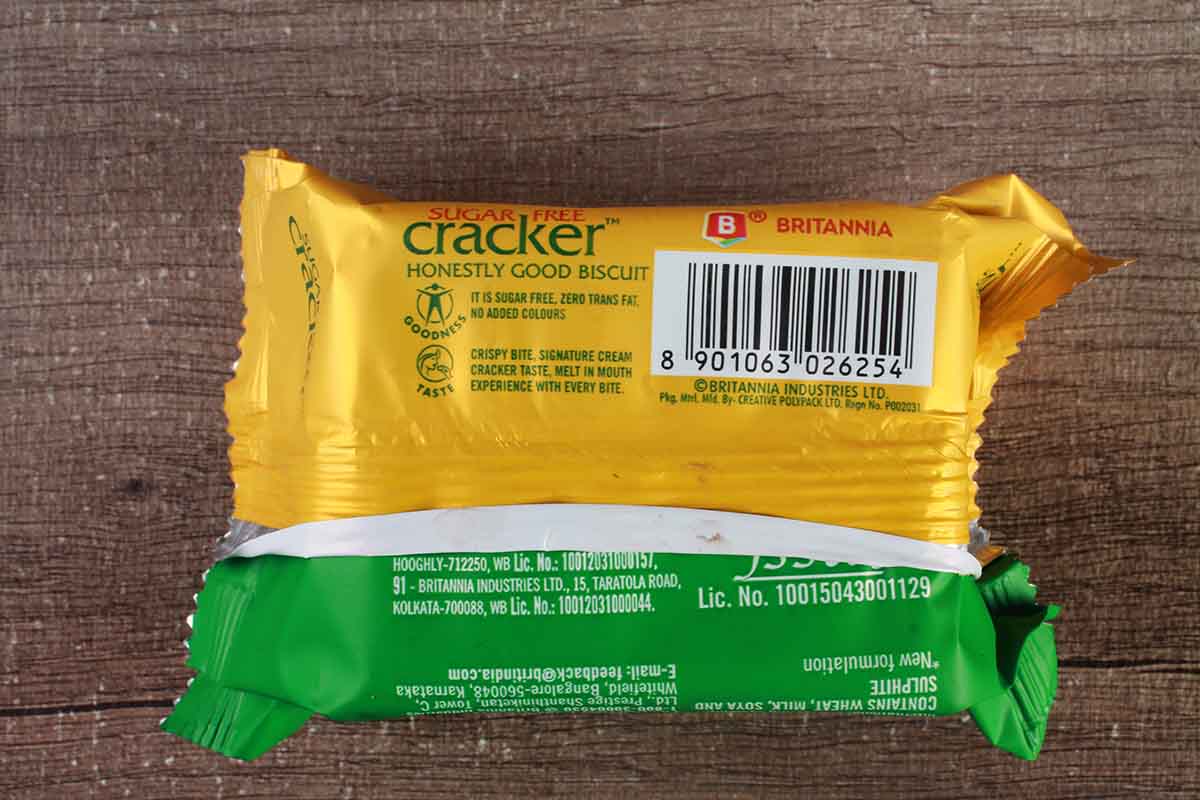 SUGAR FREE
cracker™
HONESTLY GOOD BISCUIT
GOODNESS
IT IS SUGAR FREE, ZERO TRANS FAT,
NO ADDED COLOURS
TASTE
CRISPY BITE, SIGNATURE CREAM
CRACKER TASTE, MELT IN MOUTH
EXPERIENCE WITH EVERY BITE.
B® BRITANNIA
8 901063 026254
©BRITANNIA INDUSTRIES LTD.
Pkg. Mtrl. Mfd. By- CREATIVE POLYPACK LTD. Regn No. P002031
HOOGHLY-712250, WB Lic. No.: 10012031000157,
91 - BRITANNIA INDUSTRIES LTD., 15, TARATOLA ROAD,
KOLKATA-700088, WB Lic. No.: 10012031000044.
Lic. No. 10015043001129
CONTAINS WHEAT, MILK, SOYA AND
SULPHITE
*New formulation
Ltd., Prestige Shanthiniketan, Tower C,
Whitefield, Bangalore-560048, Karnataka
E-mail: feedback@britindia.com